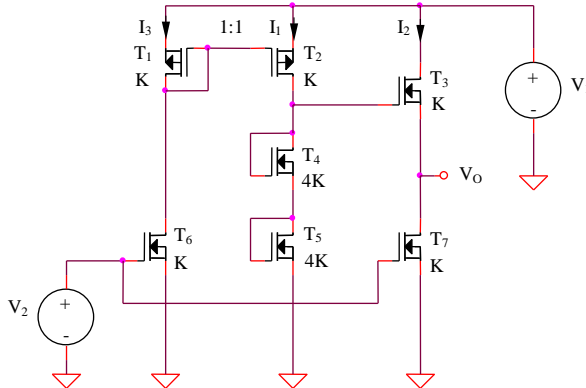 I3 1:1 I1 I2
T1 T2
K K
T3
K
V
+
-
T4
4K
VO
T6 T5 T7
K 4K K
V2
+
-